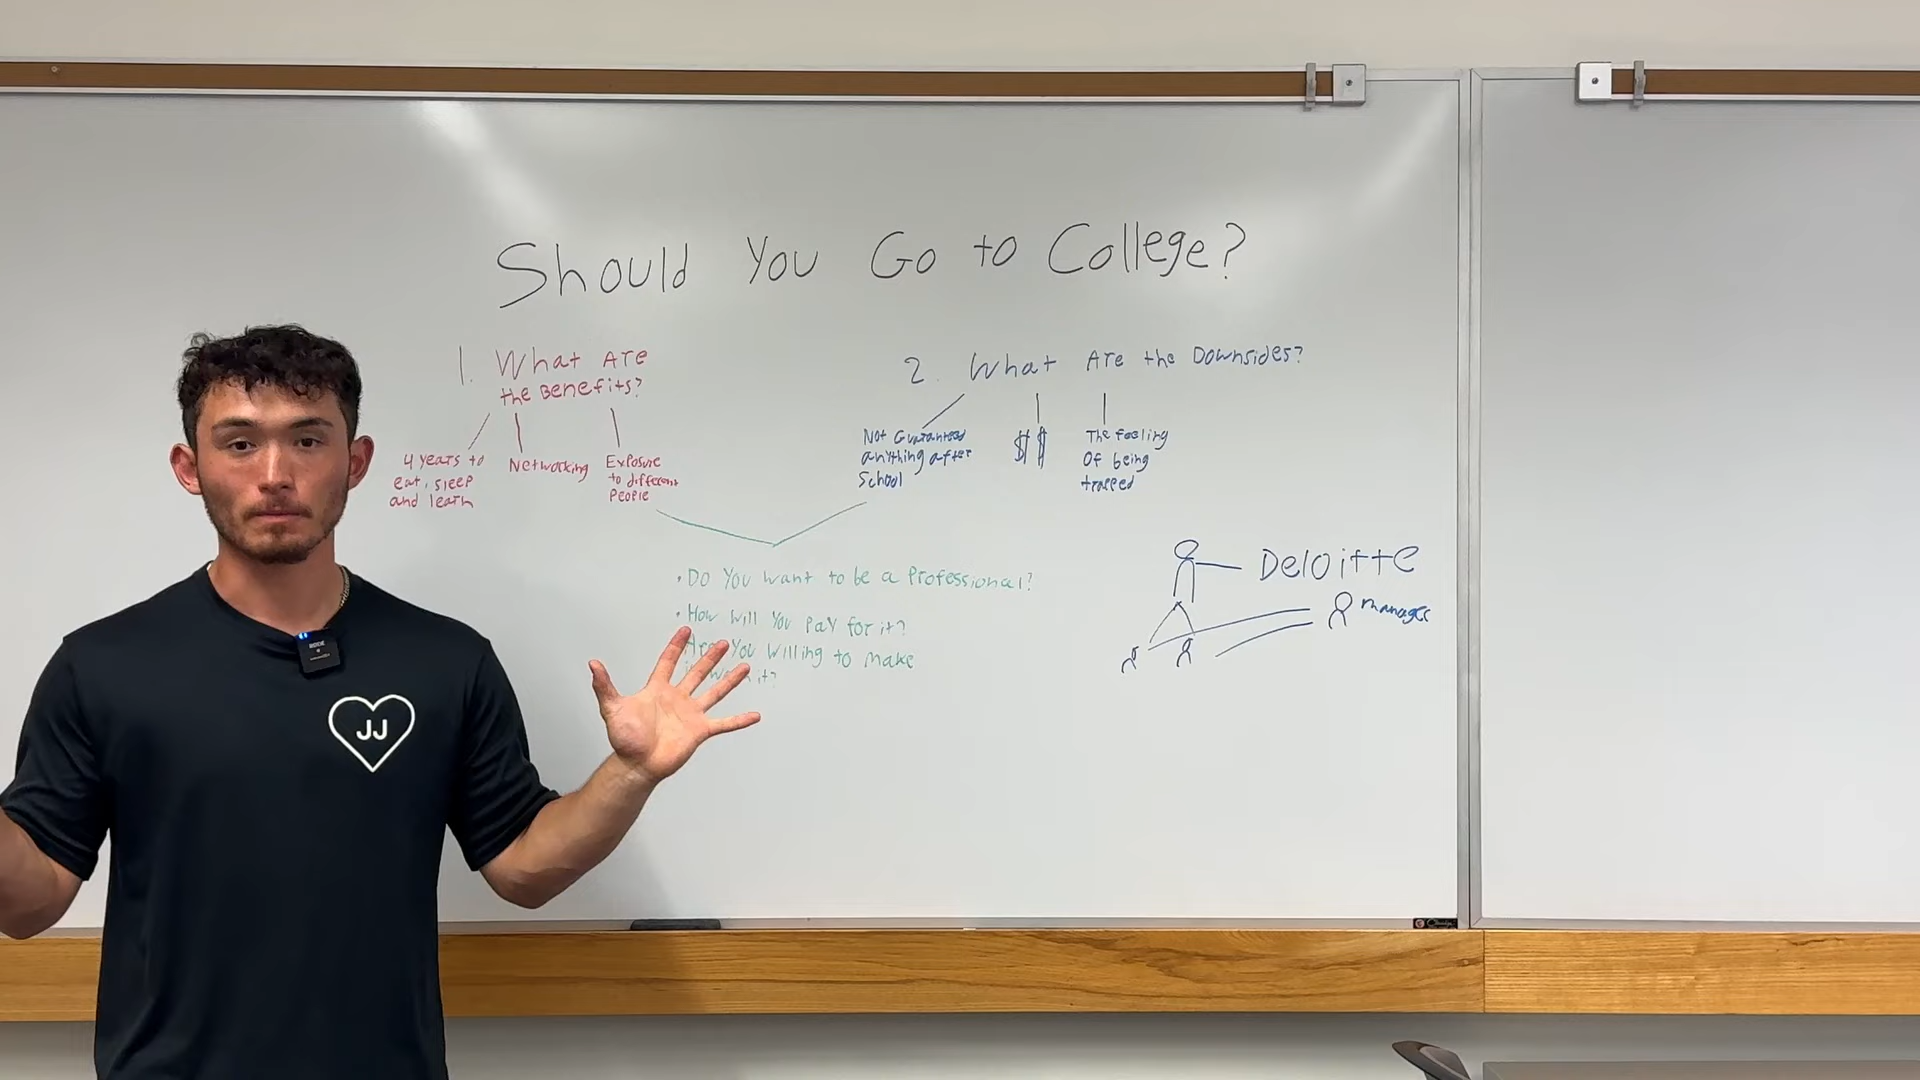 Should You Go to College?
1. What Are
the Benefits?
4 years to
eat, sleep
and learn
Networking
Exposure
to different
People
2. What Are the Downsides?
Not Guaranteed
anything after
School
$ $
The feeling
Of being
trapped
• Do You want to be a Professional?
• How will You Pay for it?
Are You willing to make
it?
Deloitte
manager
JJ